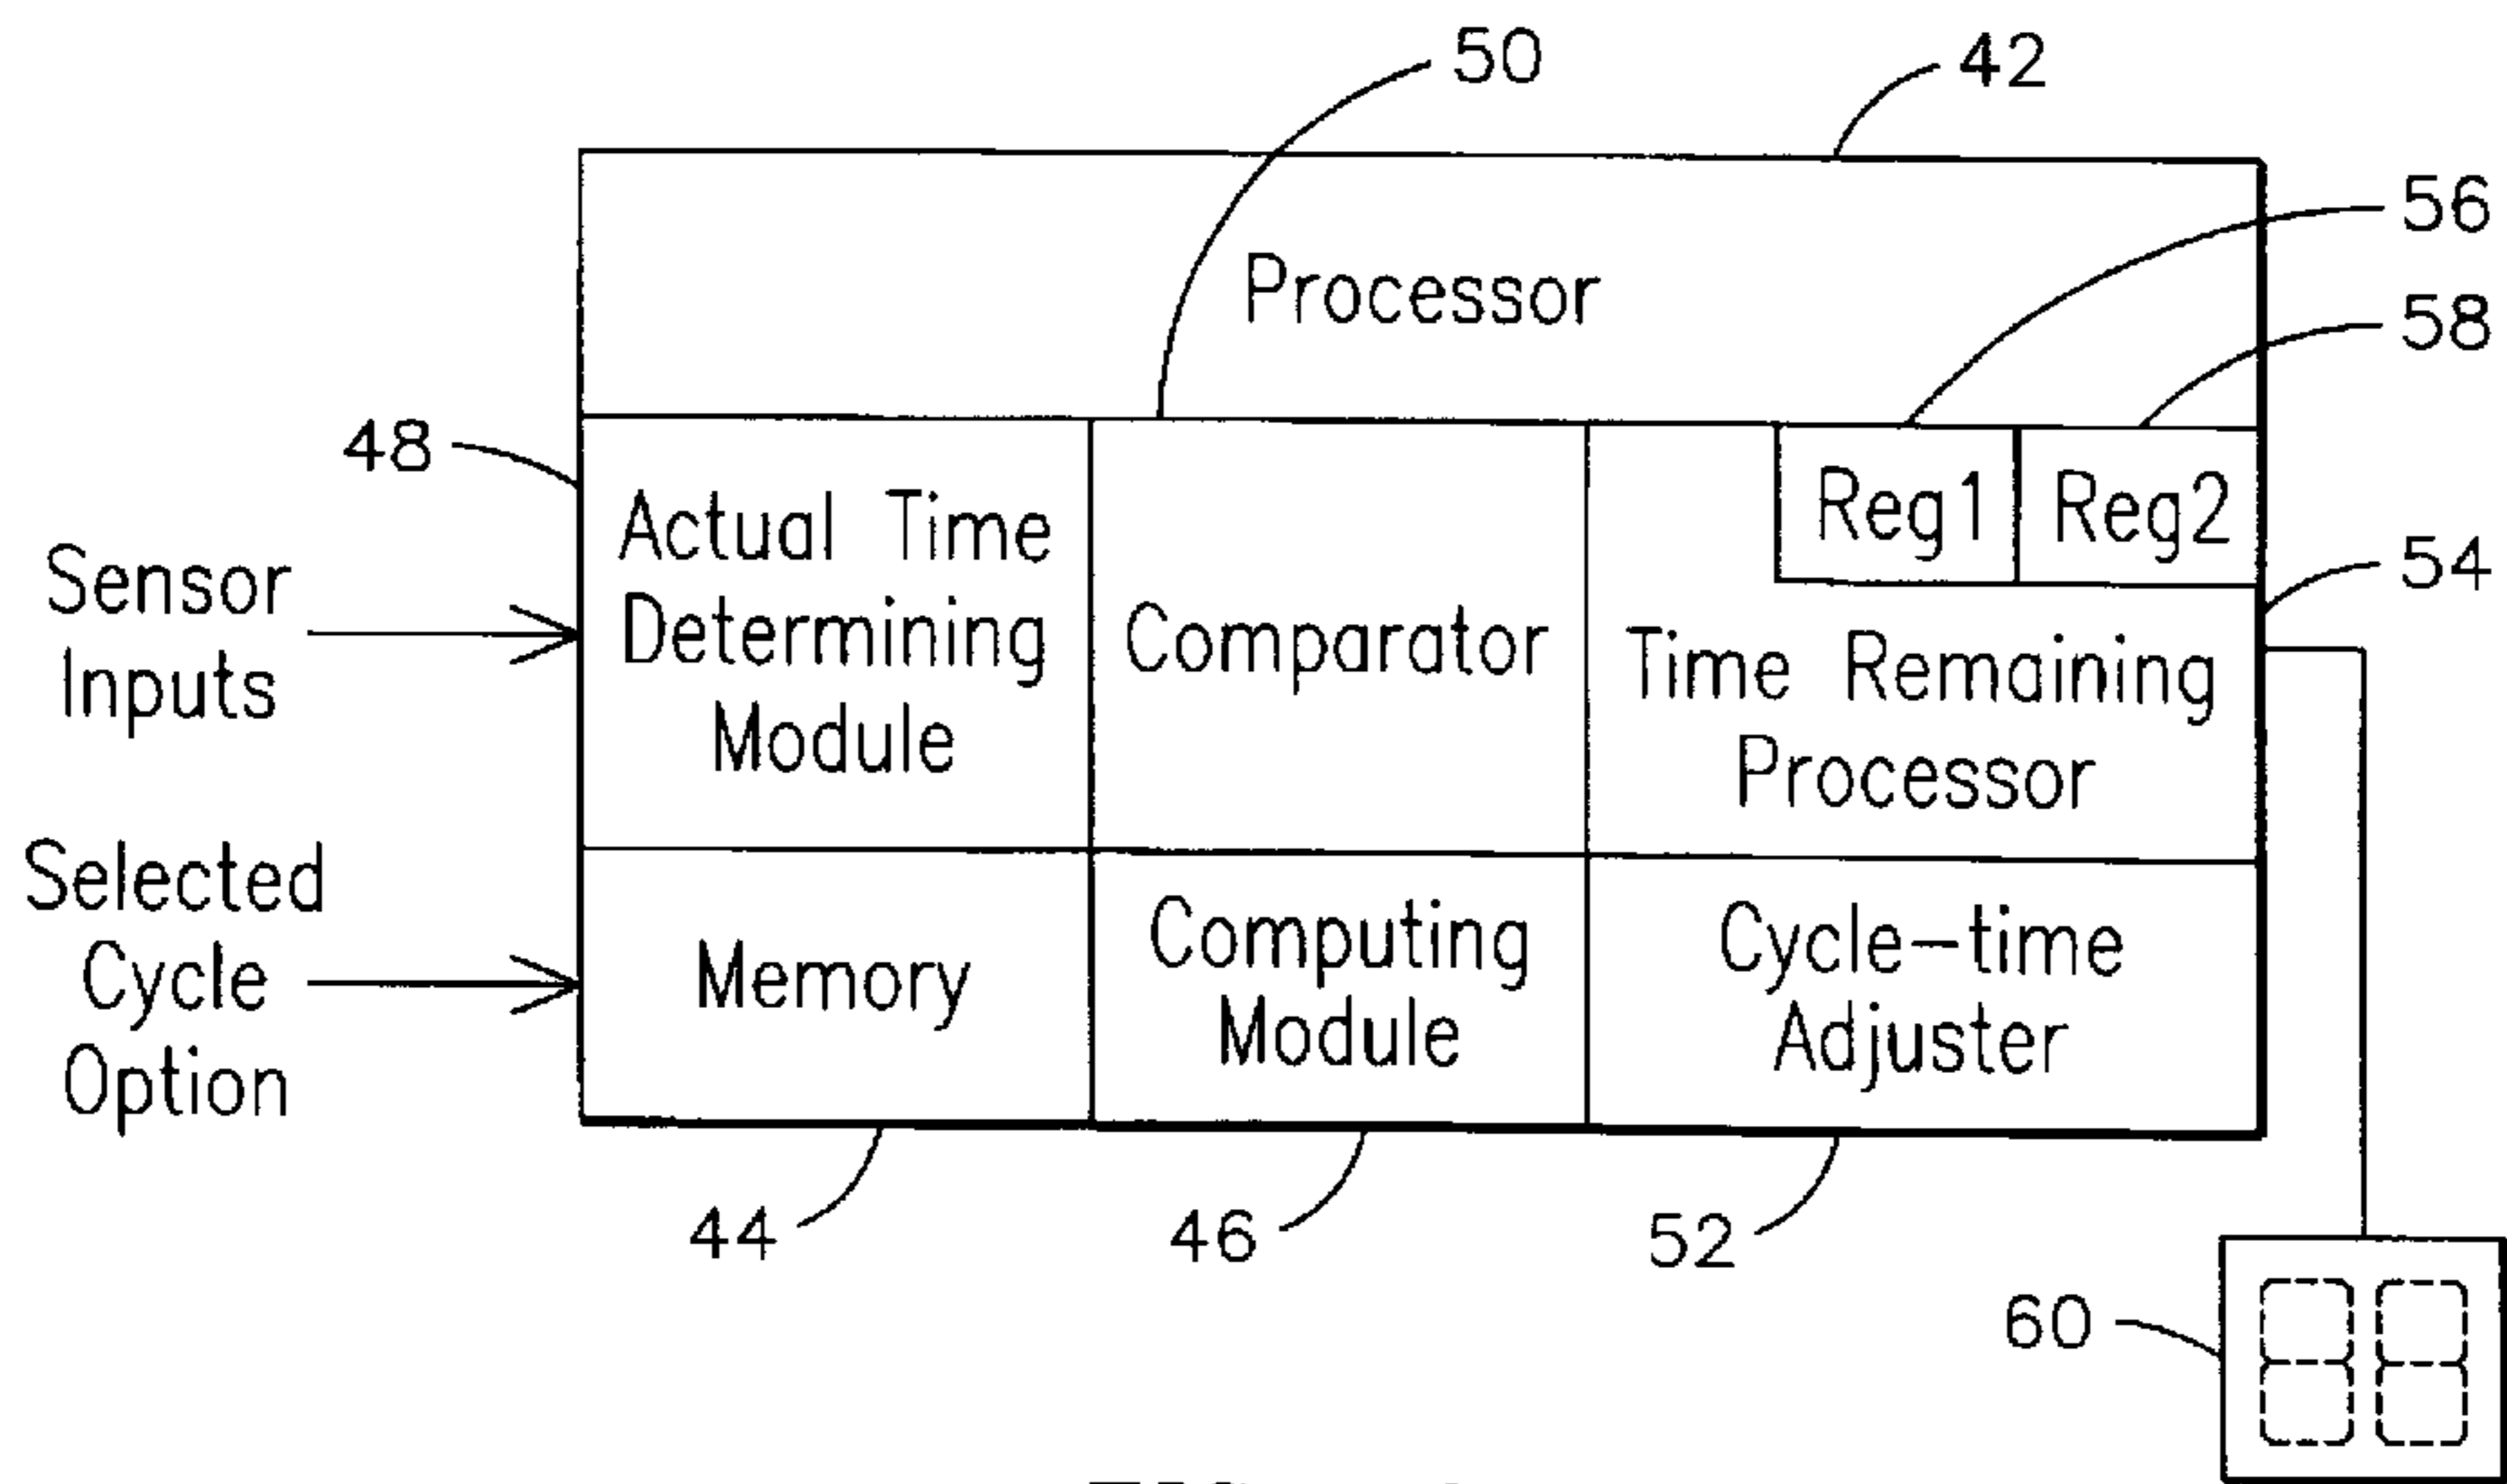 50
42
56
Processor
58
48
Reg1
Reg2
Actual Time
Determining
Module
54
Sensor
Inputs
Comparator
Time Remaining
Processor
Selected
Cycle
Option
Memory
Computing
Module
Cycle-time
Adjuster
44
46
52
60
88